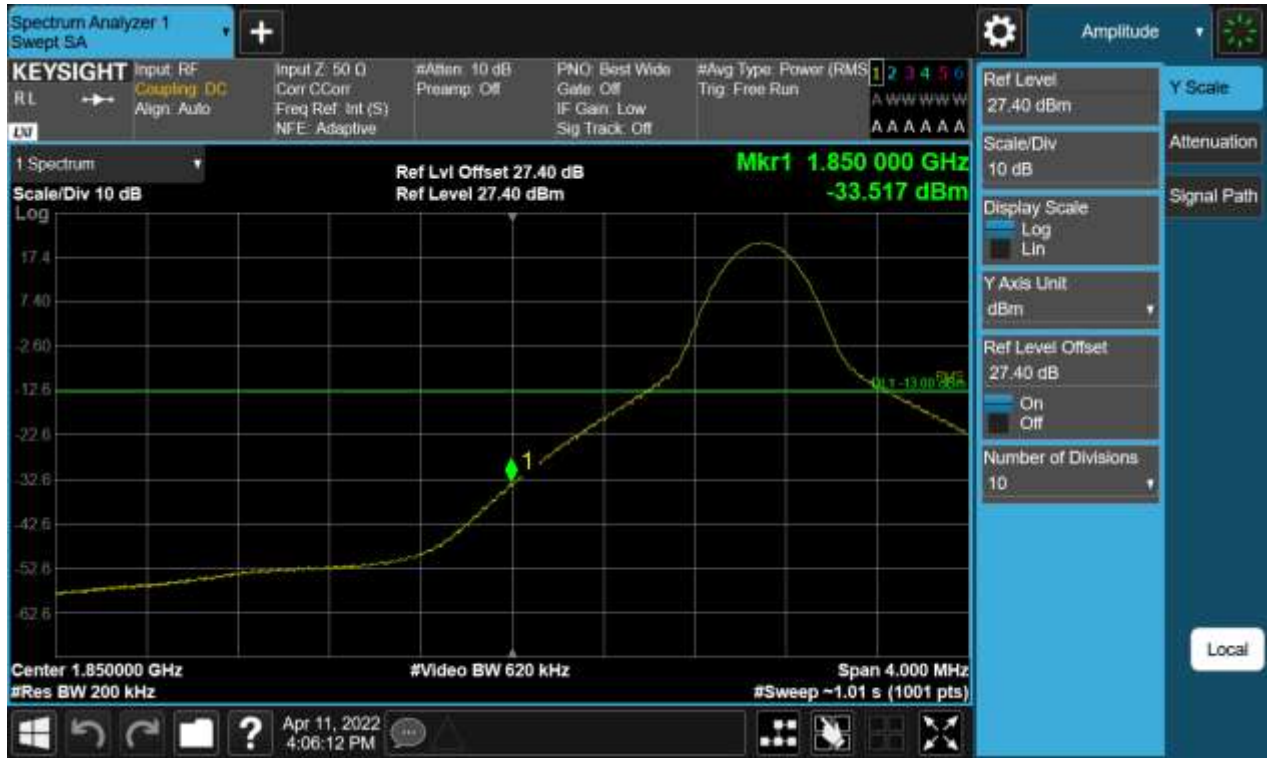 Spectrum Analyzer 1
Swept SA
Amplitude
KEYSIGHT
RL
LXI
Input: RF
Coupling: DC
Align: Auto
Input Z: 50 Ω
Corr CCorr
Freq Ref: Int (S)
NFE: Adaptive
#Atten: 10 dB
Preamp: Off
PNO: Best Wide
Gate: Off
IF Gain: Low
Sig Track: Off
#Avg Type: Power (RMS
Trig: Free Run
1 2 3 4 5 6
A W W W W W
A A A A A A
1 Spectrum
Scale/Div 10 dB
Ref Lvl Offset 27.40 dB
Ref Level 27.40 dBm
Mkr1 1.850 000 GHz
-33.517 dBm
Log
17.4
7.40
-2.60
-12.6
-22.6
-32.6
-42.6
-52.6
-62.6
DL1 -13.00 dBm
1
Center 1.850000 GHz
#Res BW 200 kHz
#Video BW 620 kHz
Span 4.000 MHz
#Sweep ~1.01 s (1001 pts)
Ref Level
27.40 dBm
Scale/Div
10 dB
Display Scale
Log
Lin
Y Axis Unit
dBm
Ref Level Offset
27.40 dB
On
Off
Number of Divisions
10
Y Scale
Attenuation
Signal Path
Local
?
Apr 11, 2022
4:06:12 PM